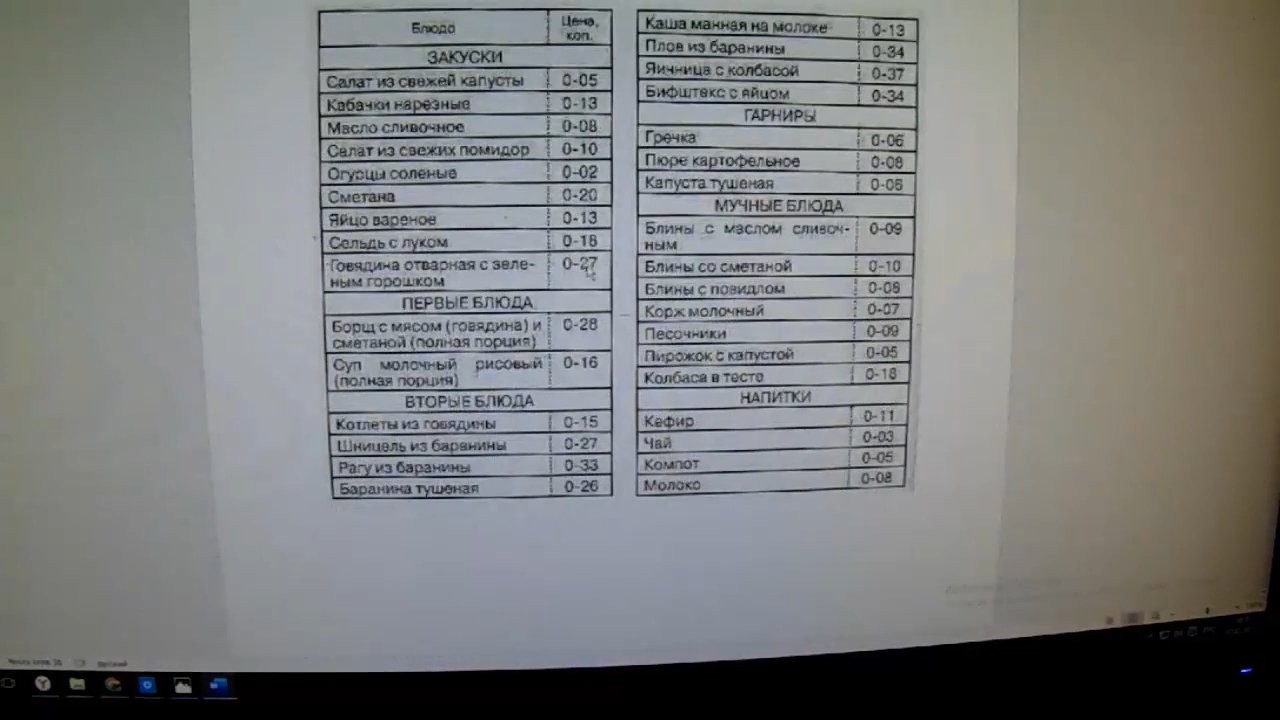 Блюдо
Цена,
коп.
ЗАКУСКИ
Салат из свежей капусты 0-05
Кабачки нарезные 0-13
Масло сливочное 0-08
Салат из свежих помидор 0-10
Огурцы соленые 0-02
Сметана 0-20
Яйцо вареное 0-13
Сельдь с луком 0-18
Говядина отварная с зеле- 0-27
ным горошком
ПЕРВЫЕ БЛЮДА
Борщ с мясом (говядина) и 0-28
сметаной (полная порция)
Суп молочный рисовый 0-16
(полная порция)
ВТОРЫЕ БЛЮДА
Котлеты из говядины 0-15
Шницель из баранины 0-27
Рагу из баранины 0-33
Баранина тушеная 0-26
Каша манная на молоке 0-13
Плов из баранины 0-34
Яичница с колбасой 0-37
Бифштекс с яйцом 0-34
ГАРНИРЫ
Гречка 0-06
Пюре картофельное 0-08
Капуста тушеная
МУЧНЫЕ БЛЮДА
Блины с маслом сливоч- 0-09
ным
Блины со сметаной 0-10
Блины с повидлом 0-08
Корж молочный 0-07
Песочники 0-09
Пирожок с капустой 0-05
Колбаса в тесте 0-18
НАПИТКИ
Кефир 0-11
Чай 0-03
Компот 0-05
Молоко 0-08